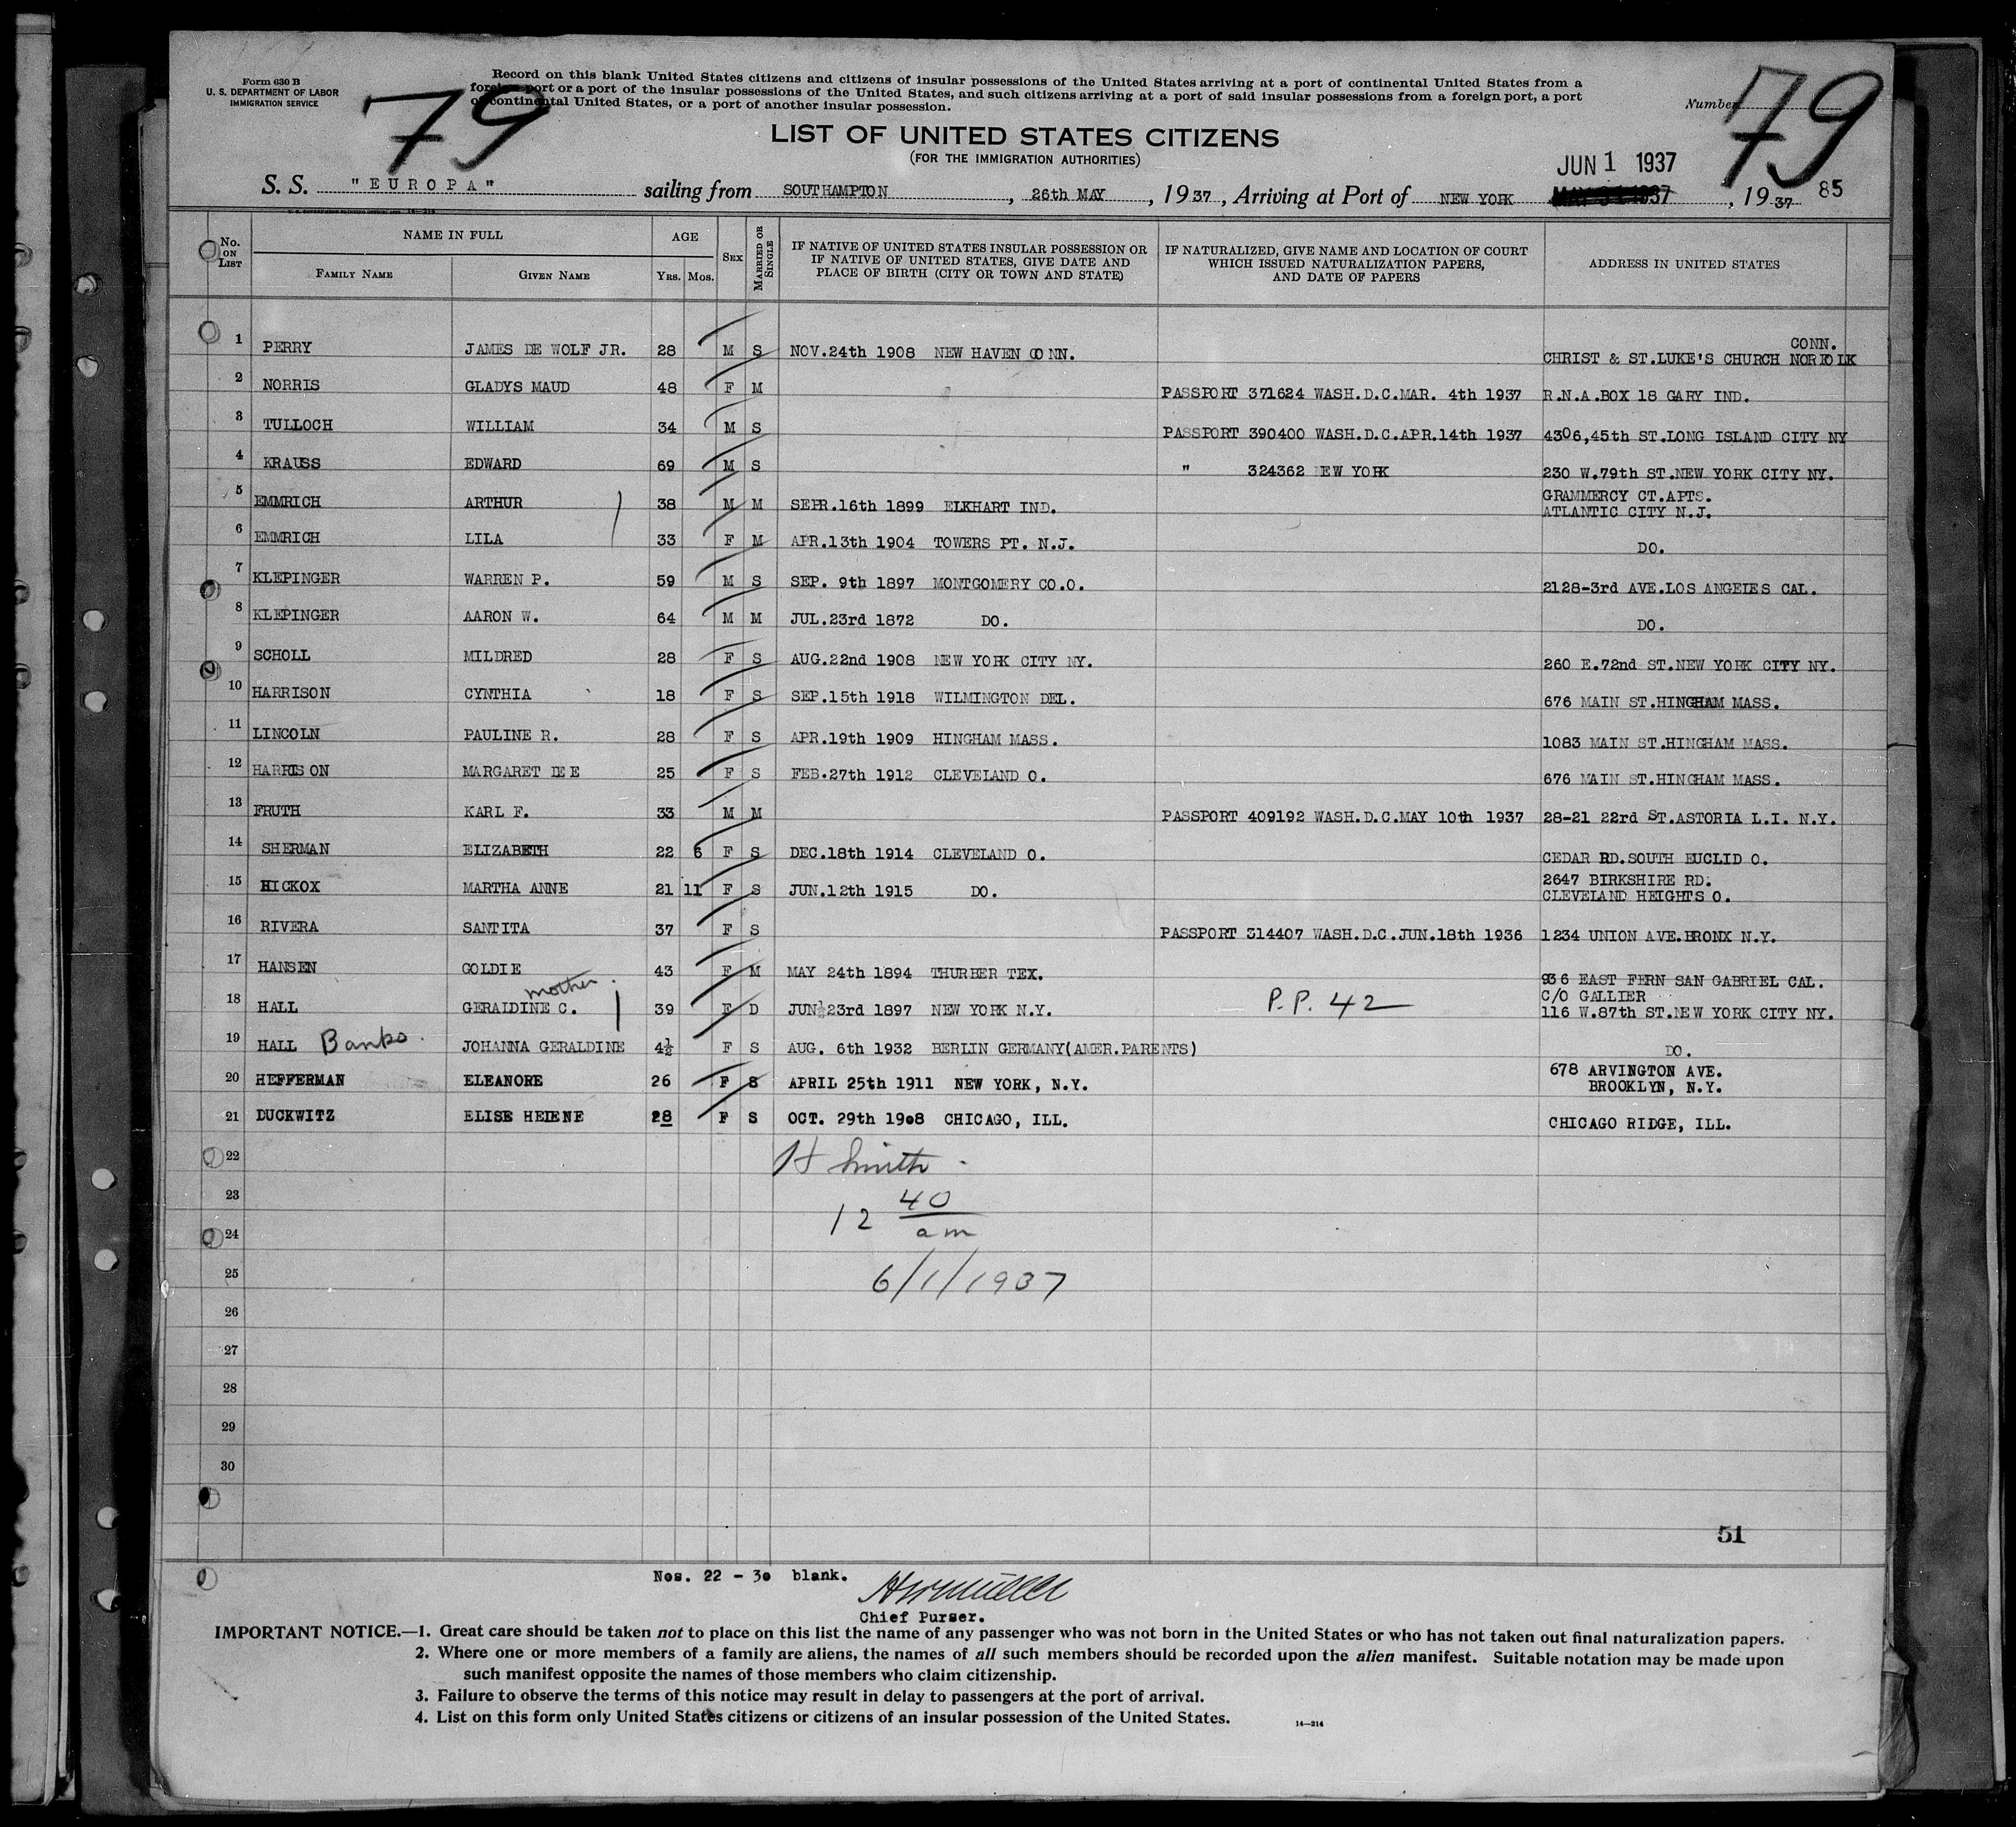 Form 630 B
U. S. DEPARTMENT OF LABOR
IMMIGRATION SERVICE
79
Record on this blank United States citizens and citizens of insular possessions of the United States arriving at a port of continental United States from a
foreign port or a port of the insular possessions of the United States, and such citizens arriving at a port of said insular possessions from a foreign port, a port
of continental United States, or a port of another insular possession.
Number 79
LIST OF UNITED STATES CITIZENS
(FOR THE IMMIGRATION AUTHORITIES)
JUN 1 1937
S. S. "EUROPA" sailing from SOUTHAMPTON, 26th MAY, 1937, Arriving at Port of NEW YORK MAY 31 1937, 1937 85
No. ON LIST NAME IN FULL FAMILY NAME GIVEN NAME AGE YRS. MOS. SEX MARRIED OR SINGLE IF NATIVE OF UNITED STATES INSULAR POSSESSION OR IF NATIVE OF UNITED STATES, GIVE DATE AND PLACE OF BIRTH (CITY OR TOWN AND STATE) IF NATURALIZED, GIVE NAME AND LOCATION OF COURT WHICH ISSUED NATURALIZATION PAPERS, AND DATE OF PAPERS ADDRESS IN UNITED STATES
1 PERRY JAMES DE WOLF JR. 28 M S NOV.24th 1908 NEW HAVEN CONN. CHRIST & ST.LUKE'S CHURCH NORFOLK CONN.
2 NORRIS GLADYS MAUD 48 F M PASSPORT 371624 WASH.D.C.MAR. 4th 1937 R.N.A.BOX 18 GARY IND.
3 TULLOCH WILLIAM 34 M S PASSPORT 390400 WASH.D.C.APR.14th 1937 4306,45th ST.LONG ISLAND CITY NY
4 KRAUSS EDWARD 69 M S " 324362 NEW YORK 230 W.79th ST.NEW YORK CITY NY.
5 EMMRICH ARTHUR 38 M M SEPR.16th 1899 ELKHART IND. GRAMMERCY CT.APTS. ATLANTIC CITY N.J.
6 EMMRICH LILA 33 F M APR.13th 1904 TOWERS PT. N.J. DO.
7 KLEPINGER WARREN P. 59 M S SEP. 9th 1897 MONTGOMERY CO.O. 2128-3rd AVE.LOS ANGELES CAL.
8 KLEPINGER AARON W. 64 M M JUL.23rd 1872 DO. DO.
9 SCHOLL MILDRED 28 F S AUG.22nd 1908 NEW YORK CITY NY. 260 E.72nd ST.NEW YORK CITY NY.
10 HARRISON CYNTHIA 18 F S SEP.15th 1918 WILMINGTON DEL. 676 MAIN ST.HINGHAM MASS.
11 LINCOLN PAULINE R. 28 F S APR.19th 1909 HINGHAM MASS. 1083 MAIN ST.HINGHAM MASS.
12 HARRISON MARGARET DEE 25 F S FEB.27th 1912 CLEVELAND O. 676 MAIN ST.HINGHAM MASS.
13 FRUTH KARL F. 33 M M PASSPORT 409192 WASH.D.C.MAY 10th 1937 28-21 22rd ST.ASTORIA L.I. N.Y.
14 SHERMAN ELIZABETH 22 6 F S DEC.18th 1914 CLEVELAND O. CEDAR RD.SOUTH EUCLID O.
15 HICKOX MARTHA ANNE 21 11 F S JUN.12th 1915 DO. 2647 BIRKSHIRE RD. CLEVELAND HEIGHTS O.
16 RIVERA SANTITA 37 F S PASSPORT 314407 WASH.D.C.JUN.18th 1936 1234 UNION AVE.BRONX N.Y.
17 HANSEN GOLDIE 43 F M MAY 24th 1894 THURBER TEX. 936 EAST FERN SAN GABRIEL CAL.
mother
18 HALL GERALDINE C. 39 F D JUN 23rd 1897 NEW YORK N.Y. P.P. 42 C/O GALLIER 116 W.87th ST.NEW YORK CITY NY.
19 HALL Banks JOHANNA GERALDINE 4½ F S AUG. 6th 1932 BERLIN GERMANY(AMER.PARENTS) DO.
20 HEFFERMAN ELEANORE 26 F S APRIL 25th 1911 NEW YORK, N.Y. 678 ARVINGTON AVE. BROOKLYN, N.Y.
21 DUCKWITZ ELISE HELENE 28 F S OCT. 29th 1908 CHICAGO, ILL. CHICAGO RIDGE, ILL.
22 H Smith
23
24 12 40 am
25 6/1/1937
26
27
28
29
30
51
Nos. 22 - 30 blank.
Chief Purser.
IMPORTANT NOTICE.—1. Great care should be taken not to place on this list the name of any passenger who was not born in the United States or who has not taken out final naturalization papers.
2. Where one or more members of a family are aliens, the names of all such members should be recorded upon the alien manifest. Suitable notation may be made upon
such manifest opposite the names of those members who claim citizenship.
3. Failure to observe the terms of this notice may result in delay to passengers at the port of arrival.
4. List on this form only United States citizens or citizens of an insular possession of the United States.
14—214